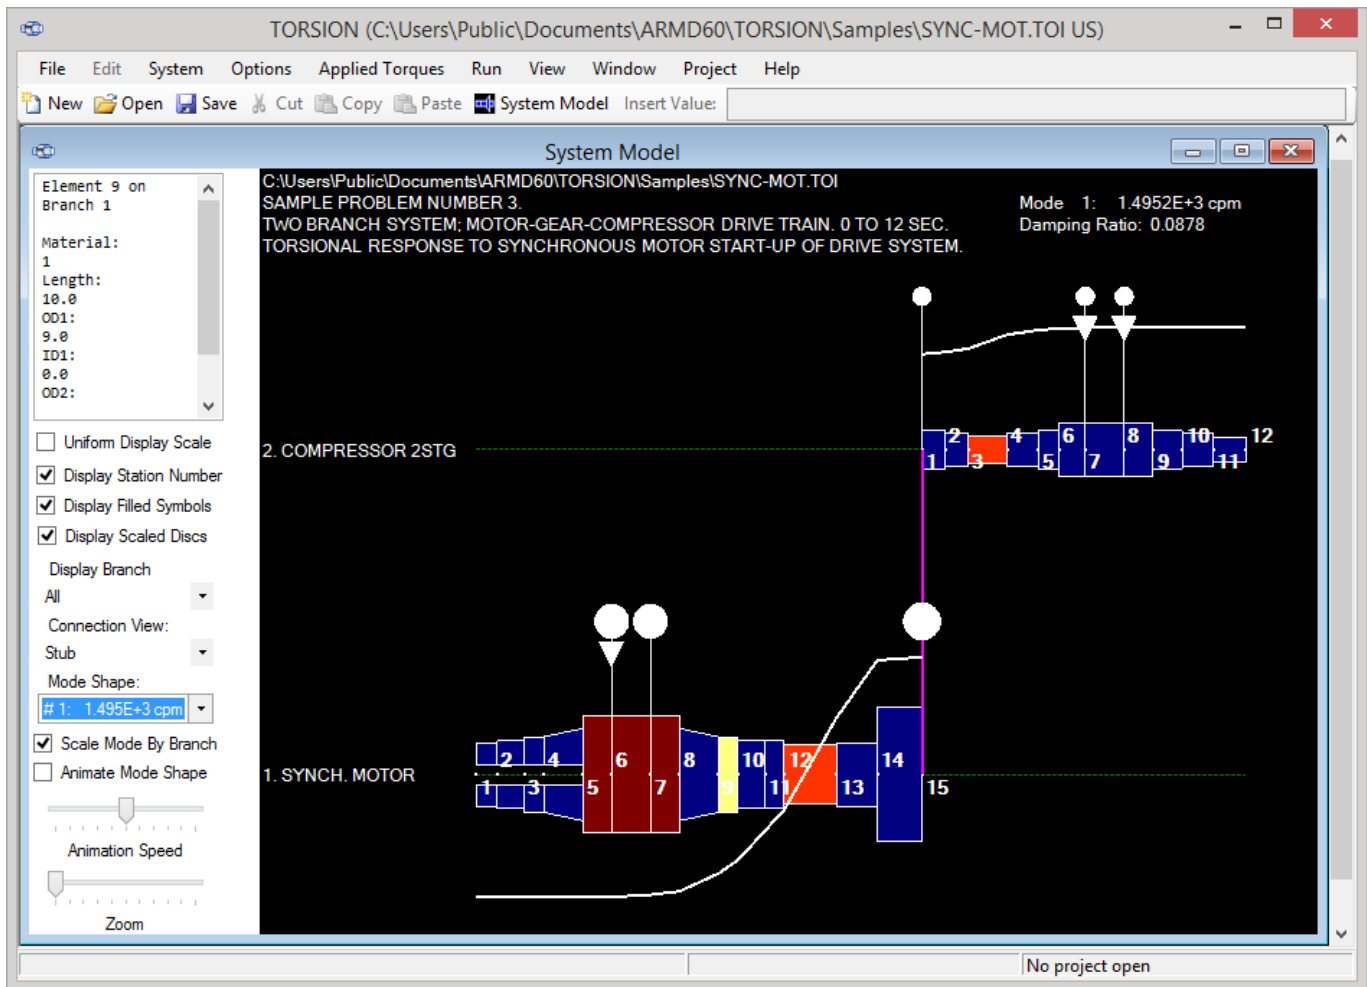 TORSION (C:\Users\Public\Documents\ARMD60\TORSION\Samples\SYNC-MOT.TOI US)
File Edit System Options Applied Torques Run View Window Project Help
New Open Save Cut Copy Paste System Model Insert Value:
System Model
Element 9 on
Branch 1
Material:
1
Length:
10.0
OD1:
9.0
ID1:
0.0
OD2:
Uniform Display Scale
Display Station Number
Display Filled Symbols
Display Scaled Discs
Display Branch
All
Connection View:
Stub
Mode Shape:
# 1: 1.495E+3 cpm
Scale Mode By Branch
Animate Mode Shape
Animation Speed
Zoom
C:\Users\Public\Documents\ARMD60\TORSION\Samples\SYNC-MOT.TOI
SAMPLE PROBLEM NUMBER 3.
TWO BRANCH SYSTEM; MOTOR-GEAR-COMPRESSOR DRIVE TRAIN. 0 TO 12 SEC.
TORSIONAL RESPONSE TO SYNCHRONOUS MOTOR START-UP OF DRIVE SYSTEM.
Mode 1: 1.4952E+3 cpm
Damping Ratio: 0.0878
2. COMPRESSOR 2STG
2 4 6 8 10 12
1 3 5 7 9 11
1. SYNCH. MOTOR
2 4 6 8 10 12 14
1 3 5 7 9 11 13 15
No project open